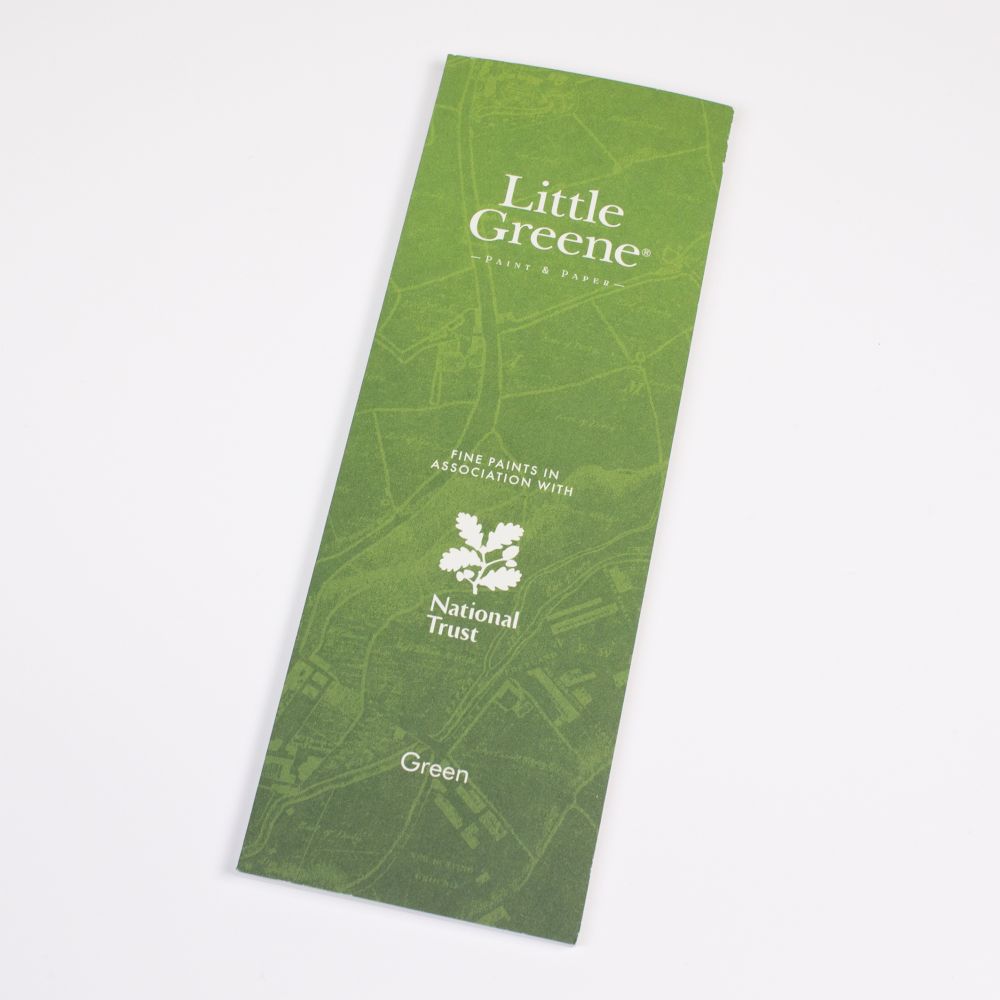 Little
Greene®
—PAINT & PAPER—
FINE PAINTS IN
ASSOCIATION WITH
National
Trust
Green